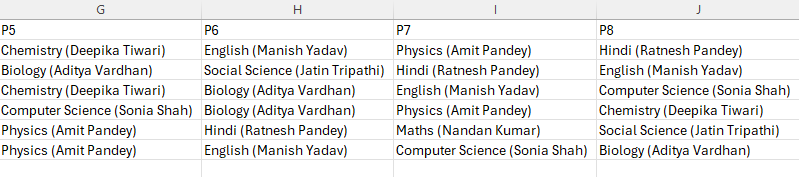 G H I J
P5 P6 P7 P8
Chemistry (Deepika Tiwari) English (Manish Yadav) Physics (Amit Pandey) Hindi (Ratnesh Pandey)
Biology (Aditya Vardhan) Social Science (Jatin Tripathi) Hindi (Ratnesh Pandey) English (Manish Yadav)
Chemistry (Deepika Tiwari) Biology (Aditya Vardhan) English (Manish Yadav) Computer Science (Sonia Shah)
Computer Science (Sonia Shah) Biology (Aditya Vardhan) Physics (Amit Pandey) Chemistry (Deepika Tiwari)
Physics (Amit Pandey) Hindi (Ratnesh Pandey) Maths (Nandan Kumar) Social Science (Jatin Tripathi)
Physics (Amit Pandey) English (Manish Yadav) Computer Science (Sonia Shah) Biology (Aditya Vardhan)